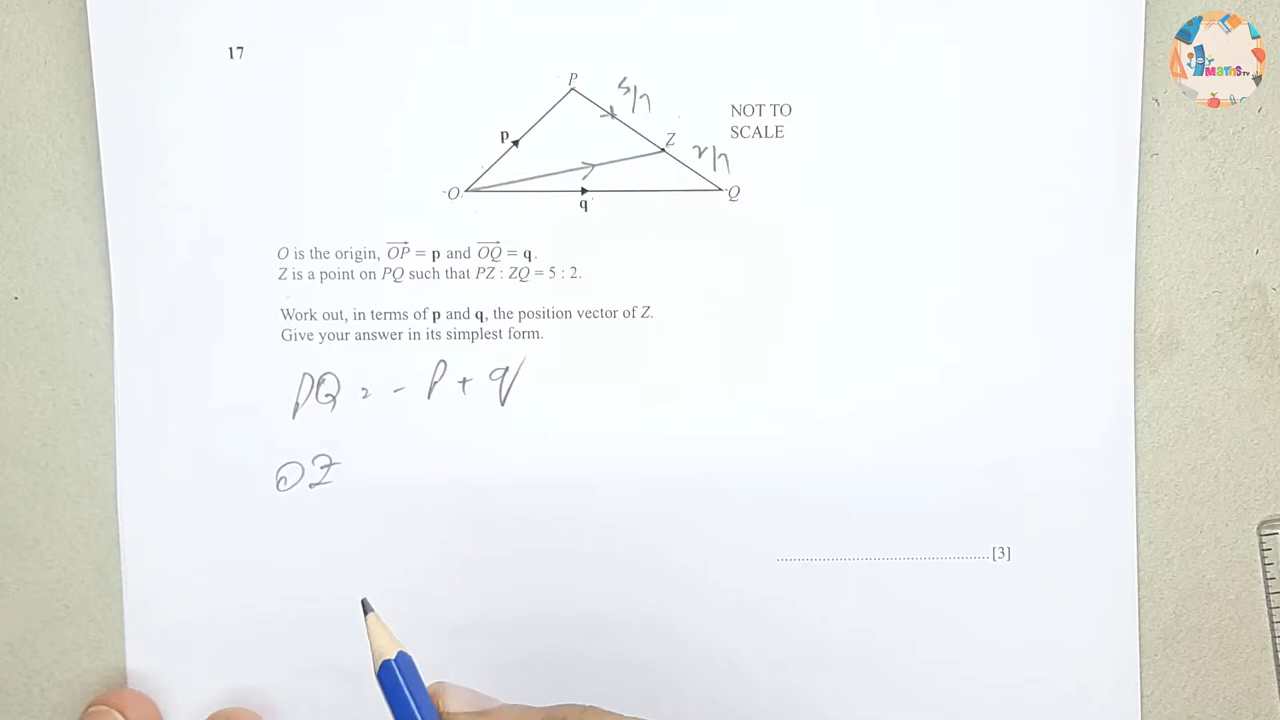 17
P
5/7
NOT TO
SCALE
p
Z
2/7
O
Q
q
O is the origin, OP = p and OQ = q.
Z is a point on PQ such that PZ : ZQ = 5 : 2.
Work out, in terms of p and q, the position vector of Z.
Give your answer in its simplest form.
PQ = - P + q
OZ
.................................................. [3]
MATHS TV